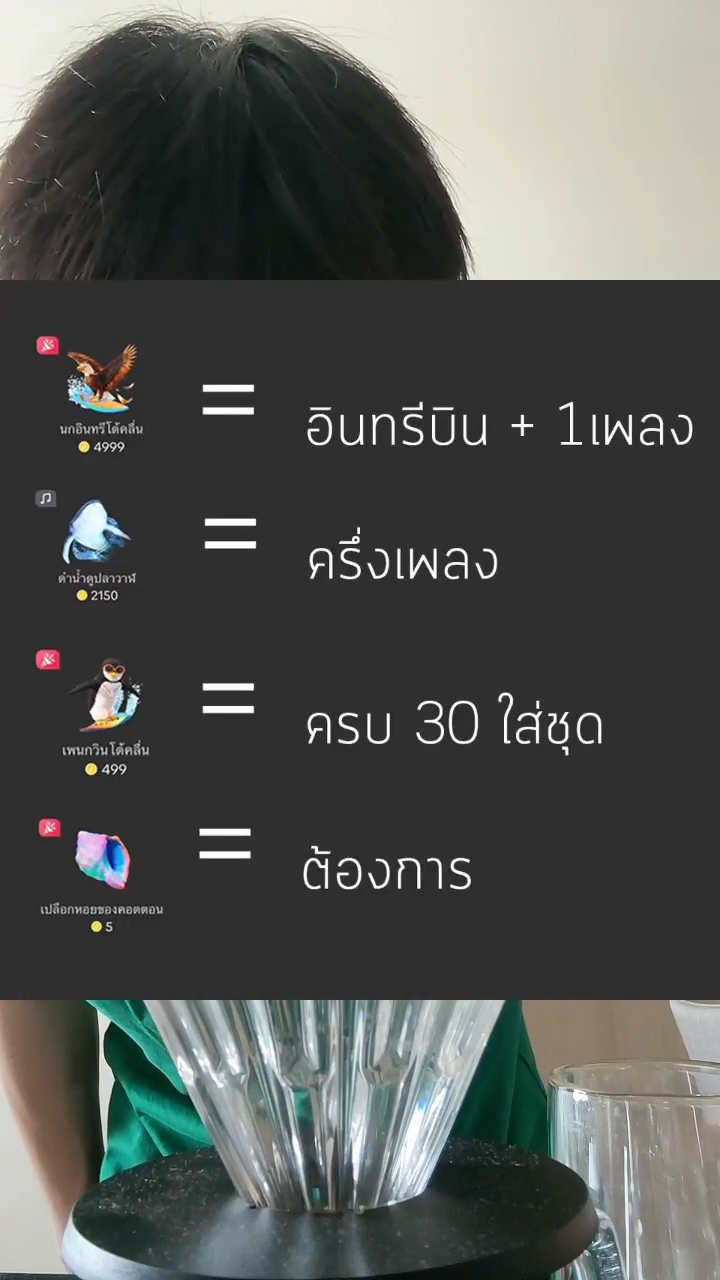 นกอินทรีโต้คลื่น
4999
=
อินทรีบิน + 1เพลง
ดำน้ำดูปลาวาฬ
2150
=
ครึ่งเพลง
เพนกวินโต้คลื่น
499
=
ครบ 30 ใส่ชุด
เปลือกหอยของคอตตอน
5
=
ต้องการ